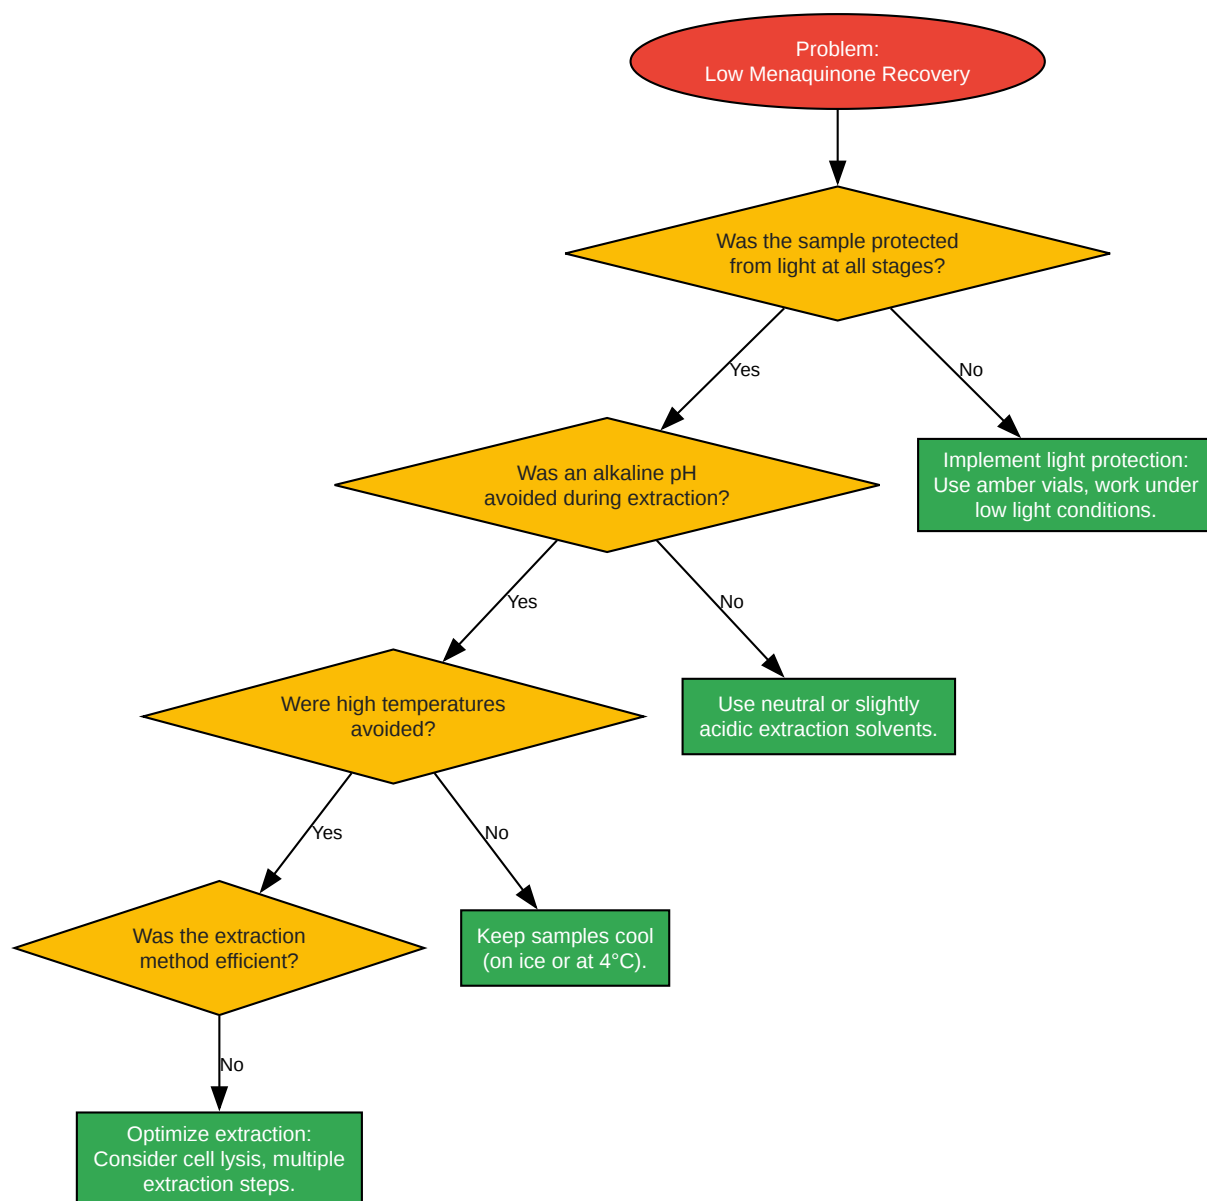 Problem:
Low Menaquinone Recovery
Was the sample protected
from light at all stages?
Yes
No
Was an alkaline pH
avoided during extraction?
Implement light protection:
Use amber vials, work under
low light conditions.
Yes
No
Were high temperatures
avoided?
Use neutral or slightly
acidic extraction solvents.
Yes
No
Was the extraction
method efficient?
Keep samples cool
(on ice or at 4°C).
No
Optimize extraction:
Consider cell lysis, multiple
extraction steps.